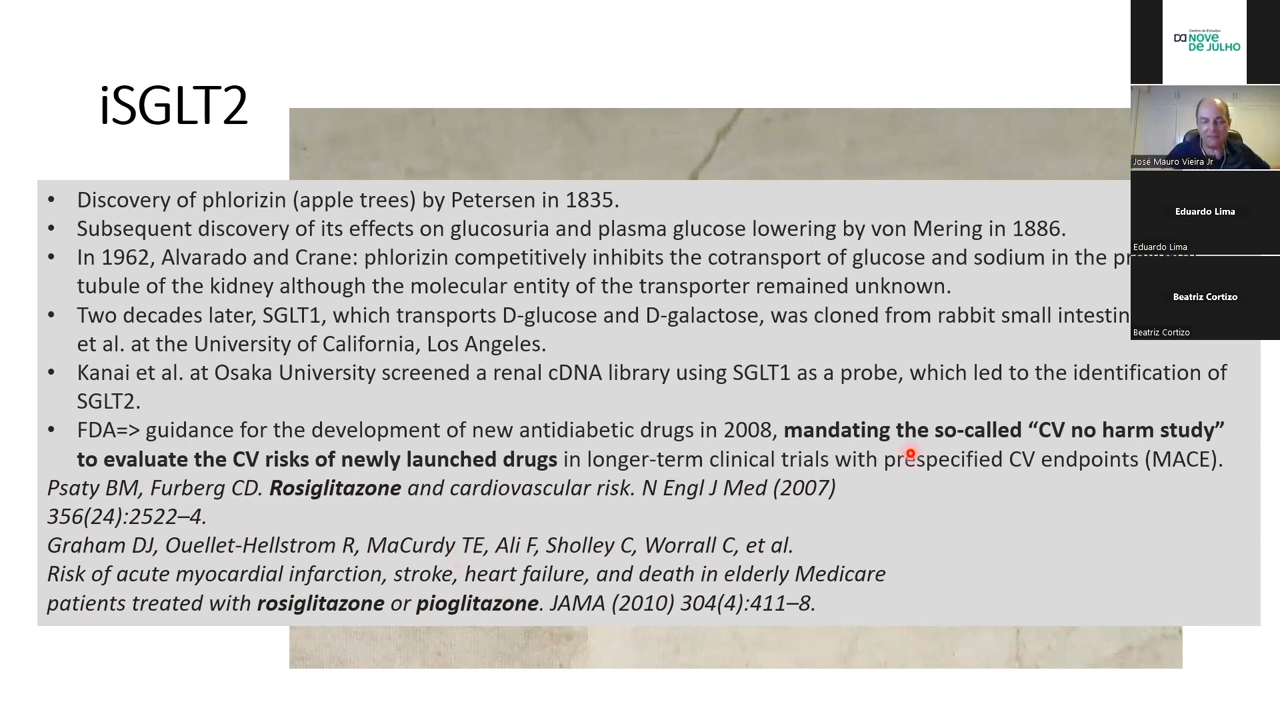 iSGLT2
• Discovery of phlorizin (apple trees) by Petersen in 1835.
• Subsequent discovery of its effects on glucosuria and plasma glucose lowering by von Mering in 1886.
• In 1962, Alvarado and Crane: phlorizin competitively inhibits the cotransport of glucose and sodium in the
tubule of the kidney although the molecular entity of the transporter remained unknown.
• Two decades later, SGLT1, which transports D-glucose and D-galactose, was cloned from rabbit small
et al. at the University of California, Los Angeles.
• Kanai et al. at Osaka University screened a renal cDNA library using SGLT1 as a probe, which led to the identification of
SGLT2.
• FDA=> guidance for the development of new antidiabetic drugs in 2008, mandating the so-called “CV no harm study”
to evaluate the CV risks of newly launched drugs in longer-term clinical trials with prespecified CV endpoints (MACE).
Psaty BM, Furberg CD. Rosiglitazone and cardiovascular risk. N Engl J Med (2007)
356(24):2522–4.
Graham DJ, Ouellet-Hellstrom R, MaCurdy TE, Ali F, Sholley C, Worrall C, et al.
Risk of acute myocardial infarction, stroke, heart failure, and death in elderly Medicare
patients treated with rosiglitazone or pioglitazone. JAMA (2010) 304(4):411–8.
Centro de Estudos
NOVE
DE JULHO
José Mauro Vieira Jr
Eduardo Lima
Eduardo Lima
Beatriz Cortizo
Beatriz Cortizo